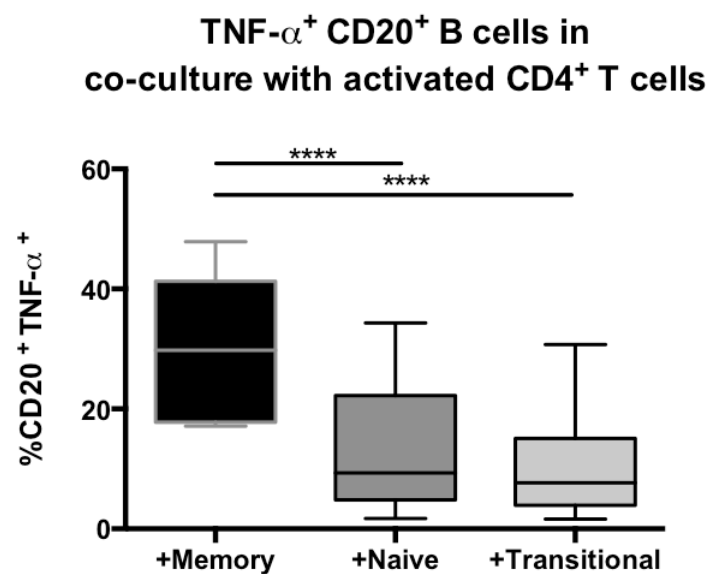 TNF-α⁺ CD20⁺ B cells in
co-culture with activated CD4⁺ T cells
****
****
60
40
20
0
%CD20⁺TNF-α⁺
+Memory +Naive +Transitional